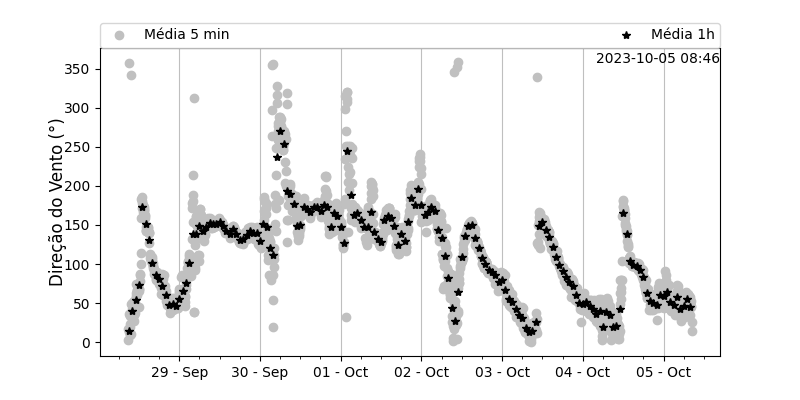 Média 5 min
Média 1h
2023-10-05 08:46
Direção do Vento (°)
350
300
250
200
150
100
50
0
29 - Sep
30 - Sep
01 - Oct
02 - Oct
03 - Oct
04 - Oct
05 - Oct